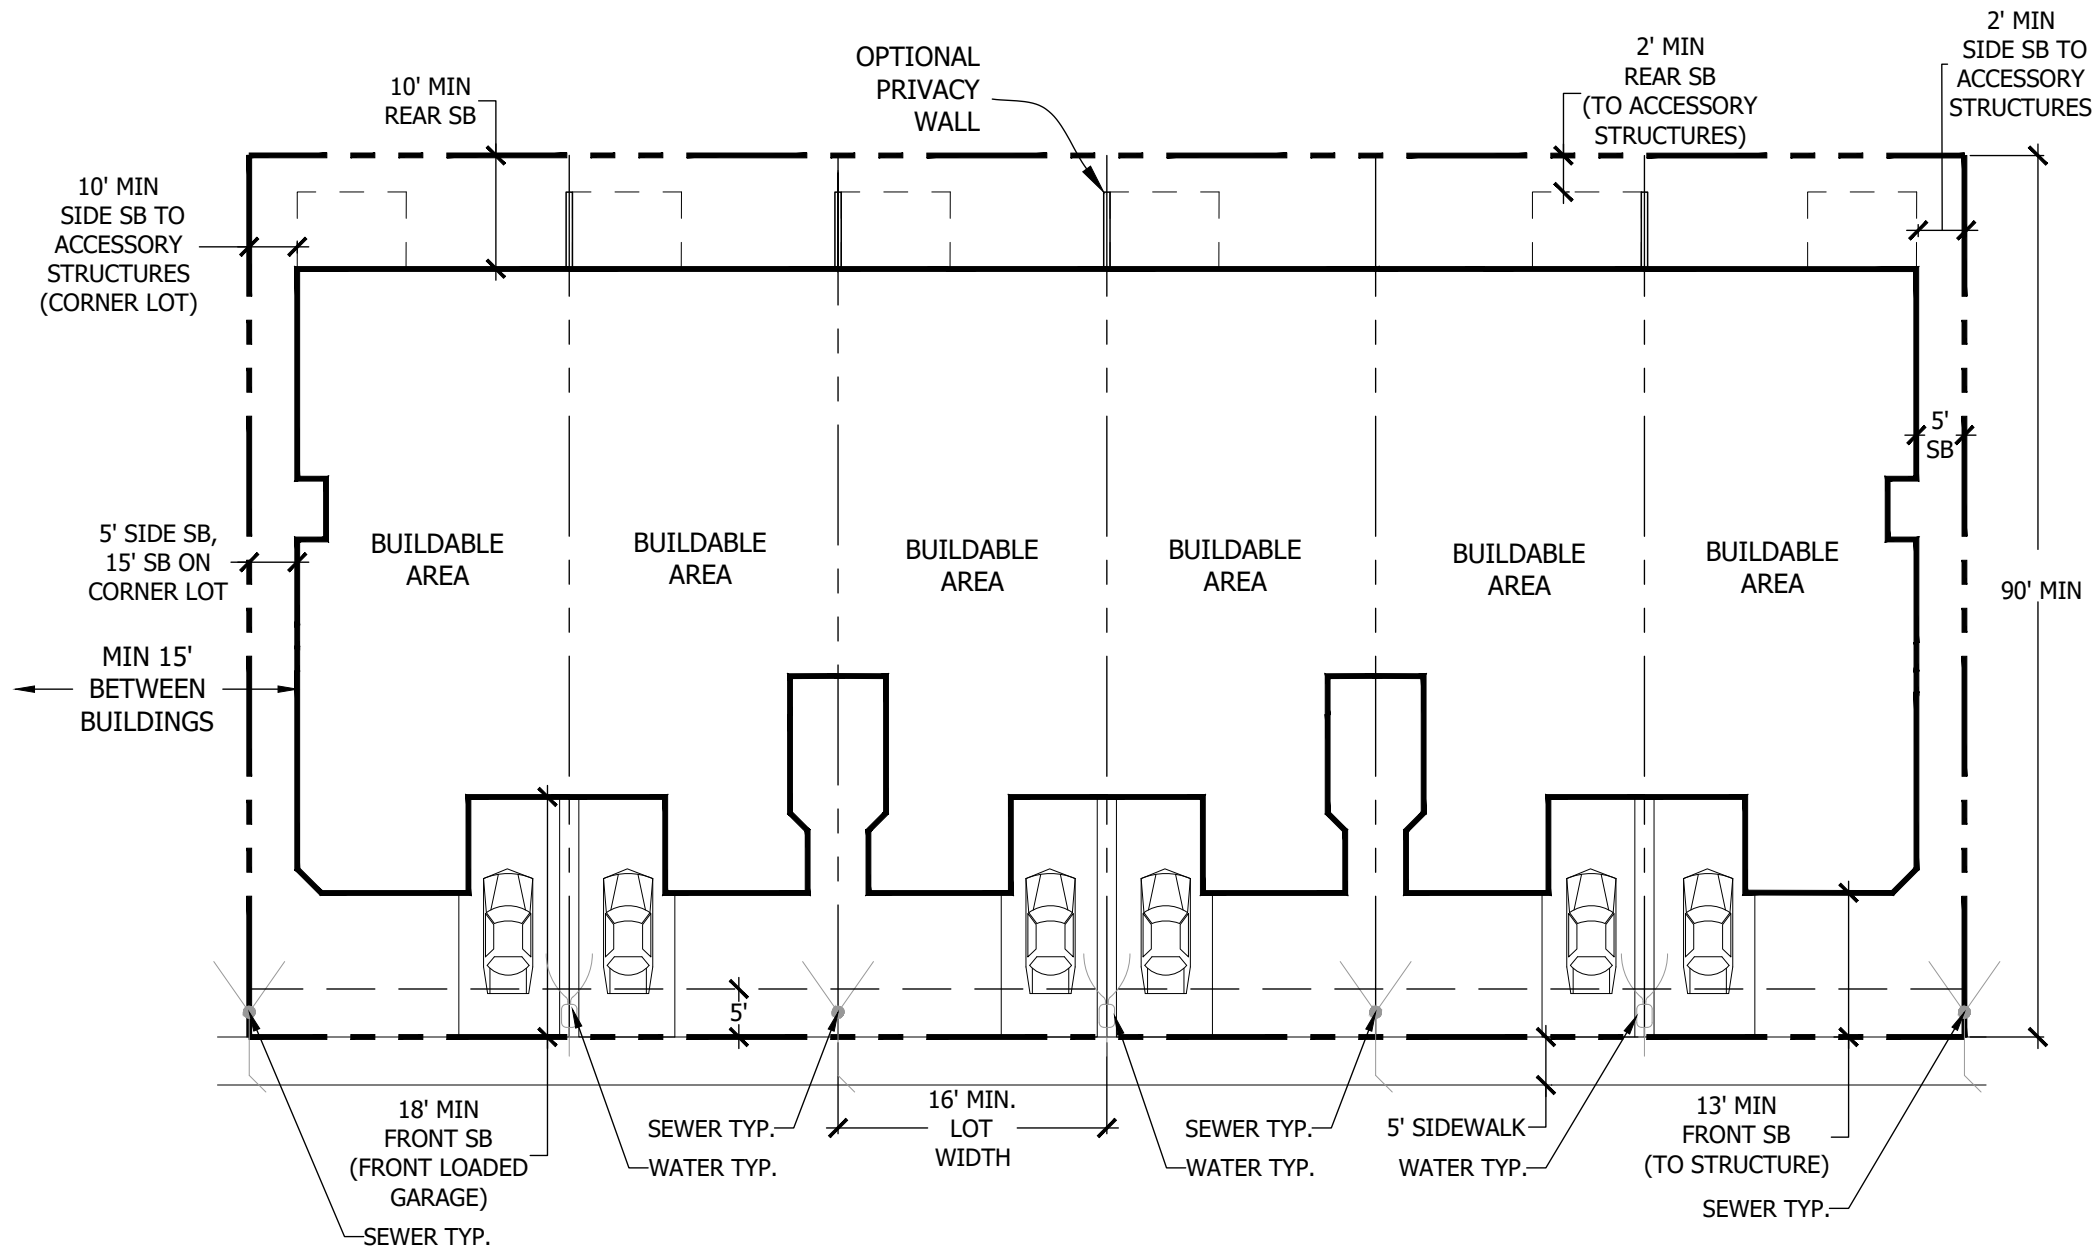 2' MIN
SIDE SB TO
ACCESSORY
STRUCTURES
2' MIN
REAR SB
(TO ACCESSORY
STRUCTURES)
OPTIONAL
PRIVACY
WALL
10' MIN
REAR SB
10' MIN
SIDE SB TO
ACCESSORY
STRUCTURES
(CORNER LOT)
5'
SB
5' SIDE SB,
15' SB ON
CORNER LOT
BUILDABLE
AREA
BUILDABLE
AREA
BUILDABLE
AREA
BUILDABLE
AREA
BUILDABLE
AREA
BUILDABLE
AREA
90' MIN
MIN 15'
BETWEEN
BUILDINGS
5'
18' MIN
FRONT SB
(FRONT LOADED
GARAGE)
SEWER TYP.
SEWER TYP.
WATER TYP.
16' MIN.
LOT
WIDTH
SEWER TYP.
WATER TYP.
5' SIDEWALK
WATER TYP.
13' MIN
FRONT SB
(TO STRUCTURE)
SEWER TYP.